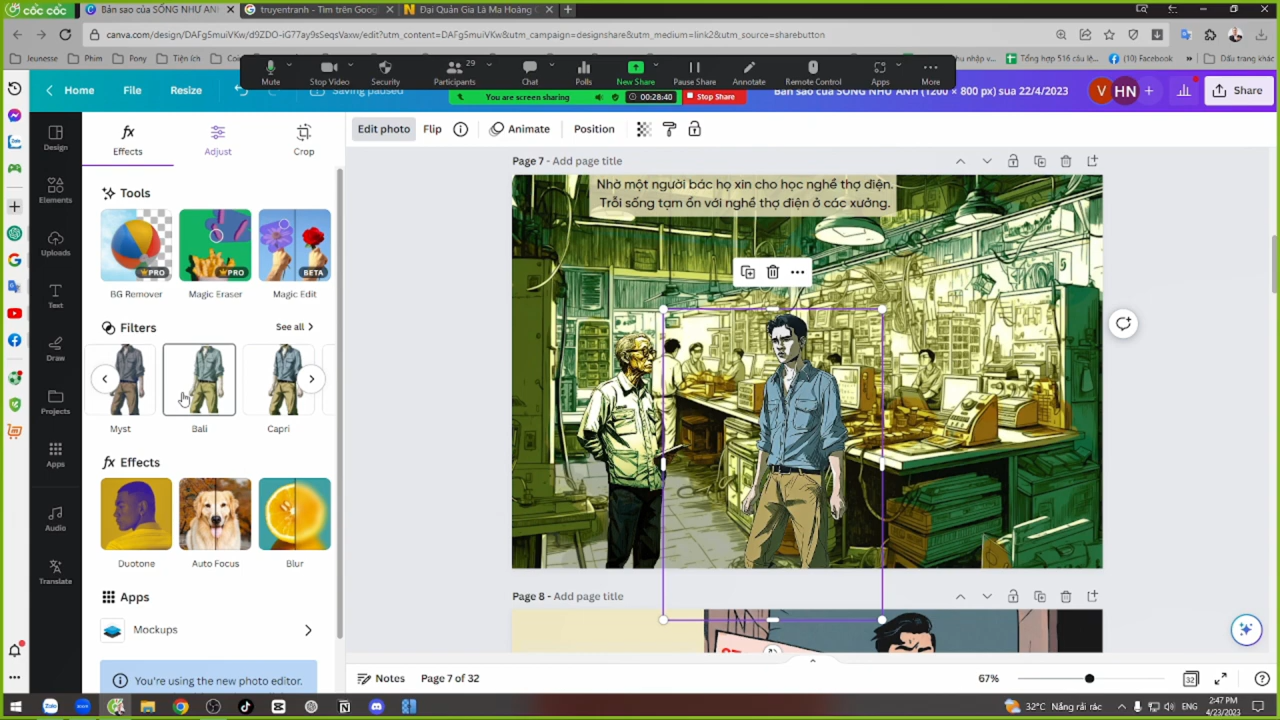 CỐC CỐC
Bản sao của SỐNG NHƯ ANH
truyentranh - Tìm trên Goog
Đại Quản Gia Là Ma Hoàng C
canva.com/design/DAFg5muiVKw/d9ZDO-iG77ay9sSeqsVaxw/edit?utm_content=DAFg5muiVKw&utm_campaign=designshare&utm_medium=link2&utm_source=sharebutton
Jeunesse
Phim
Pony
Tiện ích
Tổng hợp 516 câu lệ...
(10) Facebook
Dấu trang khác
Mute
Stop Video
Security
Participants
29
Chat
Polls
New Share
Pause Share
Annotate
Remote Control
Apps
More
You are screen sharing
00:28:40
Stop Share
Home
File
Resize
Saving paused
Bản sao của SỐNG NHƯ ANH (1200 × 800 px) sua 22/4/2023
V
HN
Share
Design
Elements
Uploads
Text
Draw
Projects
Apps
Audio
Translate
Effects
Adjust
Crop
Edit photo
Flip
Animate
Position
Tools
PRO
PRO
BETA
BG Remover
Magic Eraser
Magic Edit
Filters
See all
Myst
Bali
Capri
fx Effects
Duotone
Auto Focus
Blur
Apps
Mockups
You're using the new photo editor.
Page 7 - Add page title
Nhờ một người bác họ xin cho học nghề thợ điện.
Trỗi sống tạm ổn với nghề thợ điện ở các xưởng.
Page 8 - Add page title
Notes
Page 7 of 32
67%
32
32°C Nắng rải rác
ENG
2:47 PM
4/23/2023